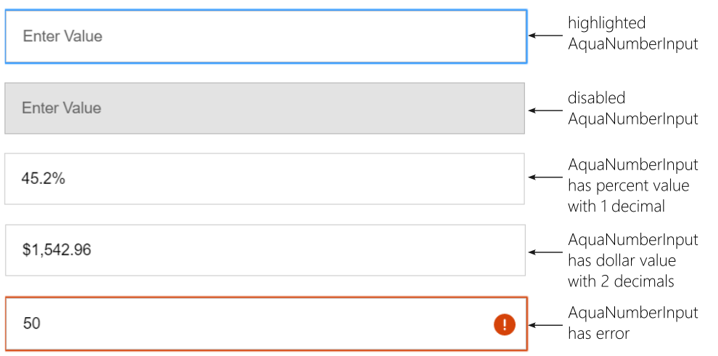 Enter Value
highlighted
AquaNumberInput
Enter Value
disabled
AquaNumberInput
45.2%
AquaNumberInput
has percent value
with 1 decimal
$1,542.96
AquaNumberInput
has dollar value
with 2 decimals
50
!
AquaNumberInput
has error